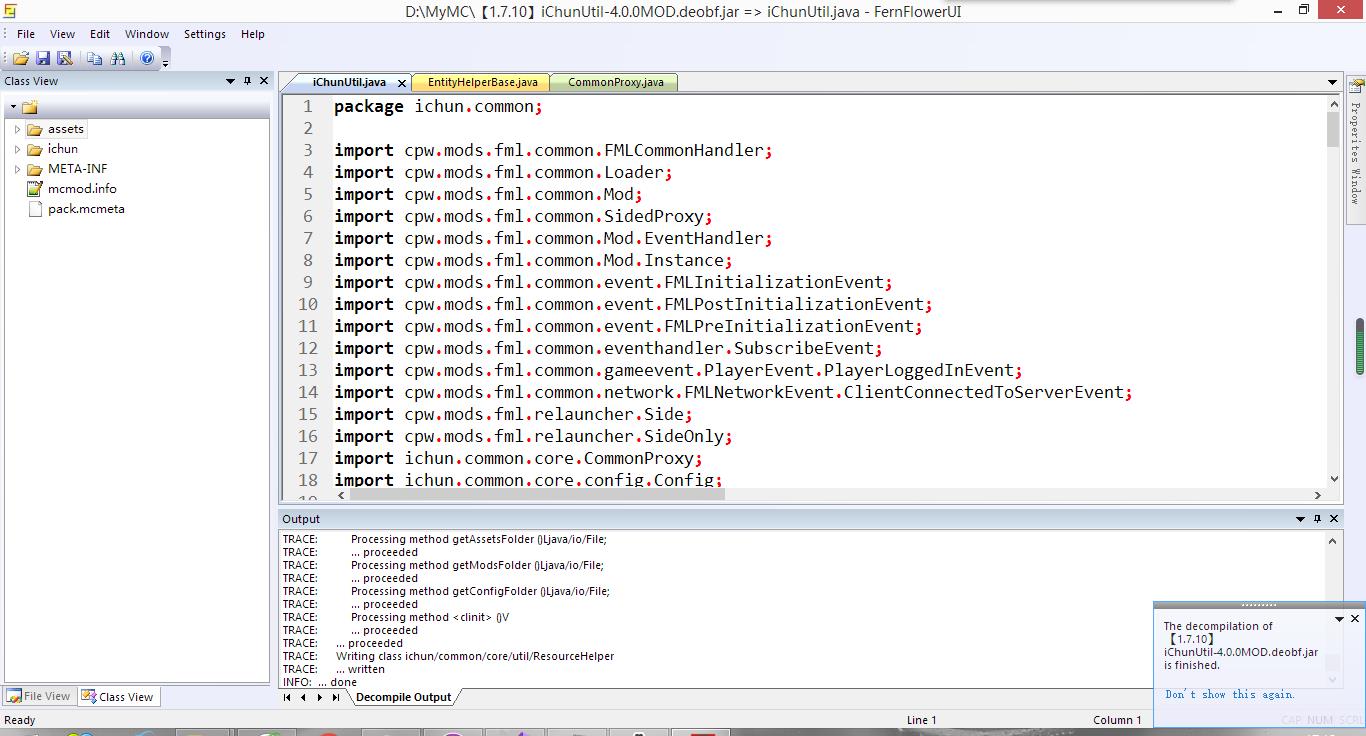 D:\MyMC\【1.7.10】iChunUtil-4.0.0MOD.deobf.jar => iChunUtil.java - FernFlowerUI
File View Edit Window Settings Help
Class View
assets
ichun
META-INF
mcmod.info
pack.mcmeta
File View Class View
iChunUtil.java EntityHelperBase.java CommonProxy.java
1 package ichun.common;
2
3 import cpw.mods.fml.common.FMLCommonHandler;
4 import cpw.mods.fml.common.Loader;
5 import cpw.mods.fml.common.Mod;
6 import cpw.mods.fml.common.SidedProxy;
7 import cpw.mods.fml.common.Mod.EventHandler;
8 import cpw.mods.fml.common.Mod.Instance;
9 import cpw.mods.fml.common.event.FMLInitializationEvent;
10 import cpw.mods.fml.common.event.FMLPostInitializationEvent;
11 import cpw.mods.fml.common.event.FMLPreInitializationEvent;
12 import cpw.mods.fml.common.eventhandler.SubscribeEvent;
13 import cpw.mods.fml.common.gameevent.PlayerEvent.PlayerLoggedInEvent;
14 import cpw.mods.fml.common.network.FMLNetworkEvent.ClientConnectedToServerEvent;
15 import cpw.mods.fml.relauncher.Side;
16 import cpw.mods.fml.relauncher.SideOnly;
17 import ichun.common.core.CommonProxy;
18 import ichun.common.core.config.Config;
19
Properites Window
Output
TRACE: Processing method getAssetsFolder ()Ljava/io/File;
TRACE: ... proceeded
TRACE: Processing method getModsFolder ()Ljava/io/File;
TRACE: ... proceeded
TRACE: Processing method getConfigFolder ()Ljava/io/File;
TRACE: ... proceeded
TRACE: Processing method <clinit> ()V
TRACE: ... proceeded
TRACE: ... proceeded
TRACE: Writing class ichun/common/core/util/ResourceHelper
TRACE: ... written
INFO: ... done
Decompile Output
The decompilation of
【1.7.10】
iChunUtil-4.0.0MOD.deobf.jar
is finished.
Don't show this again.
Ready Line 1 Column 1 CAP NUM SCRL